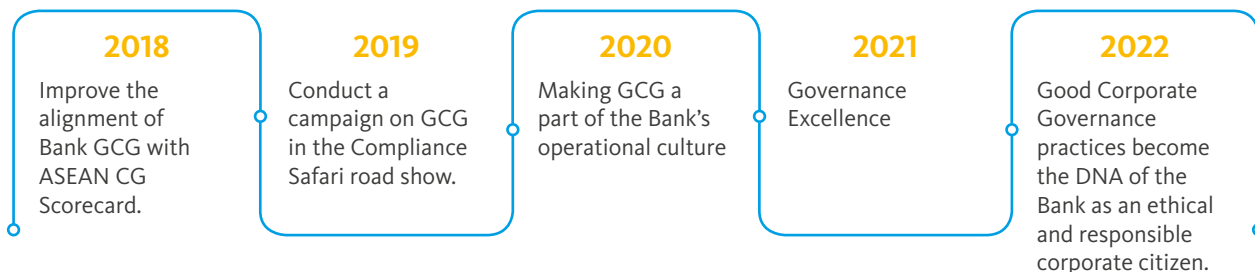 2018
Improve the
alignment of
Bank GCG with
ASEAN CG
Scorecard.
2019
Conduct a
campaign on GCG
in the Compliance
Safari road show.
2020
Making GCG a
part of the Bank’s
operational culture
2021
Governance
Excellence
2022
Good Corporate
Governance
practices become
the DNA of the
Bank as an ethical
and responsible
corporate citizen.